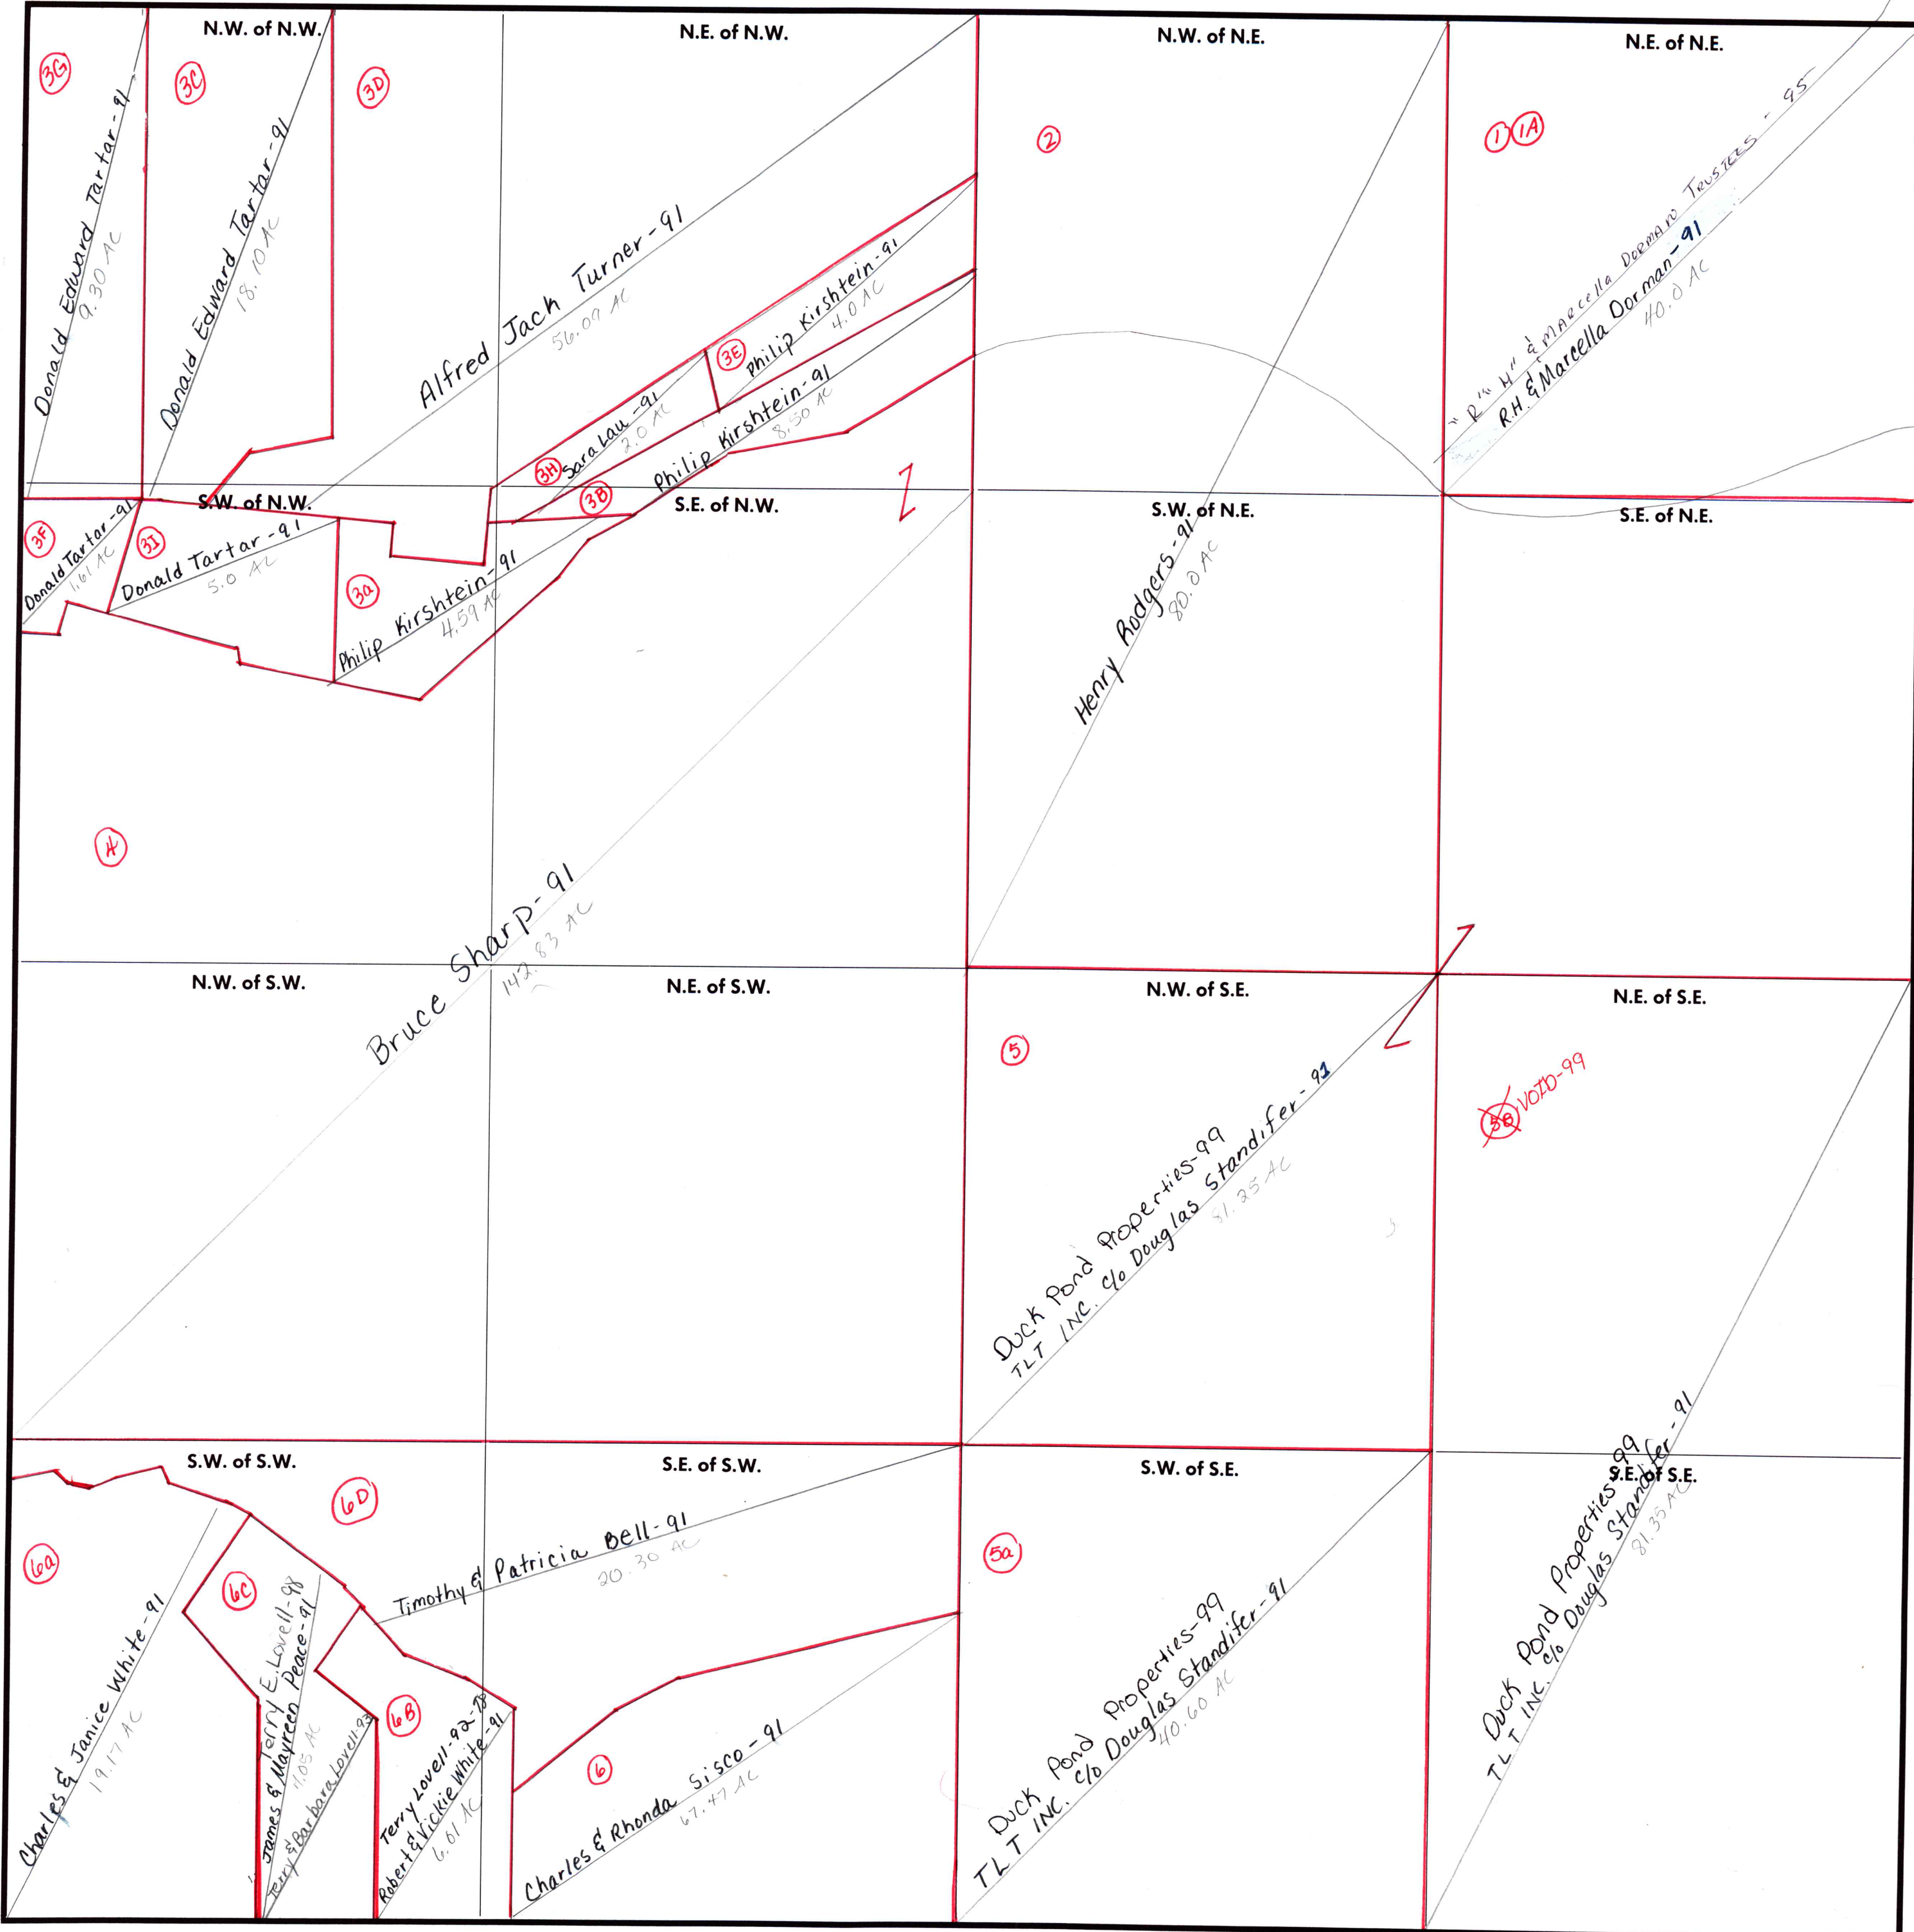 N.W. of N.W.
N.E. of N.W.
N.W. of N.E.
N.E. of N.E.
3G
3C
3D
2
1 1A
Donald Edward Tartar-91
9.30 AC
Donald Edward Tartar-91
18.10 AC
Alfred Jack Turner-91
56.09 AC
3E
Philip Kirshtein-91
4.0 AC
3H
Sara Lau-91
2.0 AC
3B
Philip Kirshtein-91
8.50 AC
"R" "H" & Marcella Dorman Trustees - 95
R.H. & Marcella Dorman-91
40.0 AC
S.W. of N.W.
S.E. of N.W.
S.W. of N.E.
S.E. of N.E.
3F
Donald Tartar-91
1.61 AC
3I
Donald Tartar-91
5.0 AC
3a
Philip Kirshtein-91
4.59 AC
Z
Henry Rodgers-91
80.0 AC
4
Bruce Sharp-91
142.83 AC
Z
N.W. of S.W.
N.E. of S.W.
N.W. of S.E.
N.E. of S.E.
5
Duck Pond Properties-99
TLT INC. c/o Douglas Standifer-91
81.25 AC
5B VOID-99
S.W. of S.W.
S.E. of S.W.
S.W. of S.E.
S.E. of S.E.
6a
Charles & Janice White-91
19.17 AC
6C
Terry E. Lovell-98
James & Mayreen Peace-91
Terry & Barbara Lovell-93
6D
Timothy & Patricia Bell-91
20.30 AC
6B
Terry Lovell-92-
Robert & Vickie White-91
6.61 AC
6
Charles & Rhonda Sisco-91
67.47 AC
5a
Duck Pond Properties-99
TLT INC. c/o Douglas Standifer-91
40.60 AC
Duck Pond Properties-99
TLT INC. c/o Douglas Standifer-91
81.35 AC